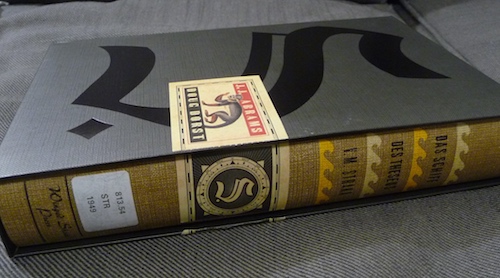 J.J. ABRAMS
DOUG DORST
S.
DAS SCHIFF
DES THESEUS
V.M. STRAKA
813.54
STR
1949